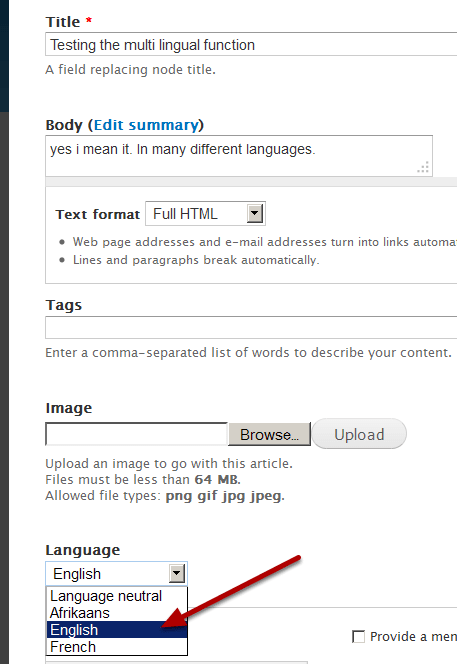 Title *
Testing the multi lingual function
A field replacing node title.
Body (Edit summary)
yes i mean it. In many different languages.
Text format Full HTML
Web page addresses and e-mail addresses turn into links automa
Lines and paragraphs break automatically.
Tags
Enter a comma-separated list of words to describe your content.
Image
Browse... Upload
Upload an image to go with this article.
Files must be less than 64 MB.
Allowed file types: png gif jpg jpeg.
Language
English
Language neutral
Afrikaans
English
French
Provide a men